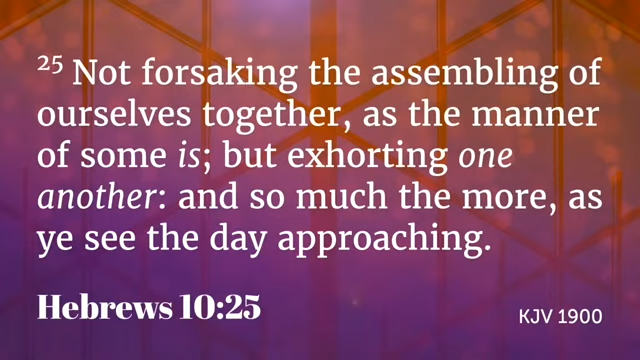 25 Not forsaking the assembling of
ourselves together, as the manner
of some is; but exhorting one
another: and so much the more, as
ye see the day approaching.
Hebrews 10:25
KJV 1900